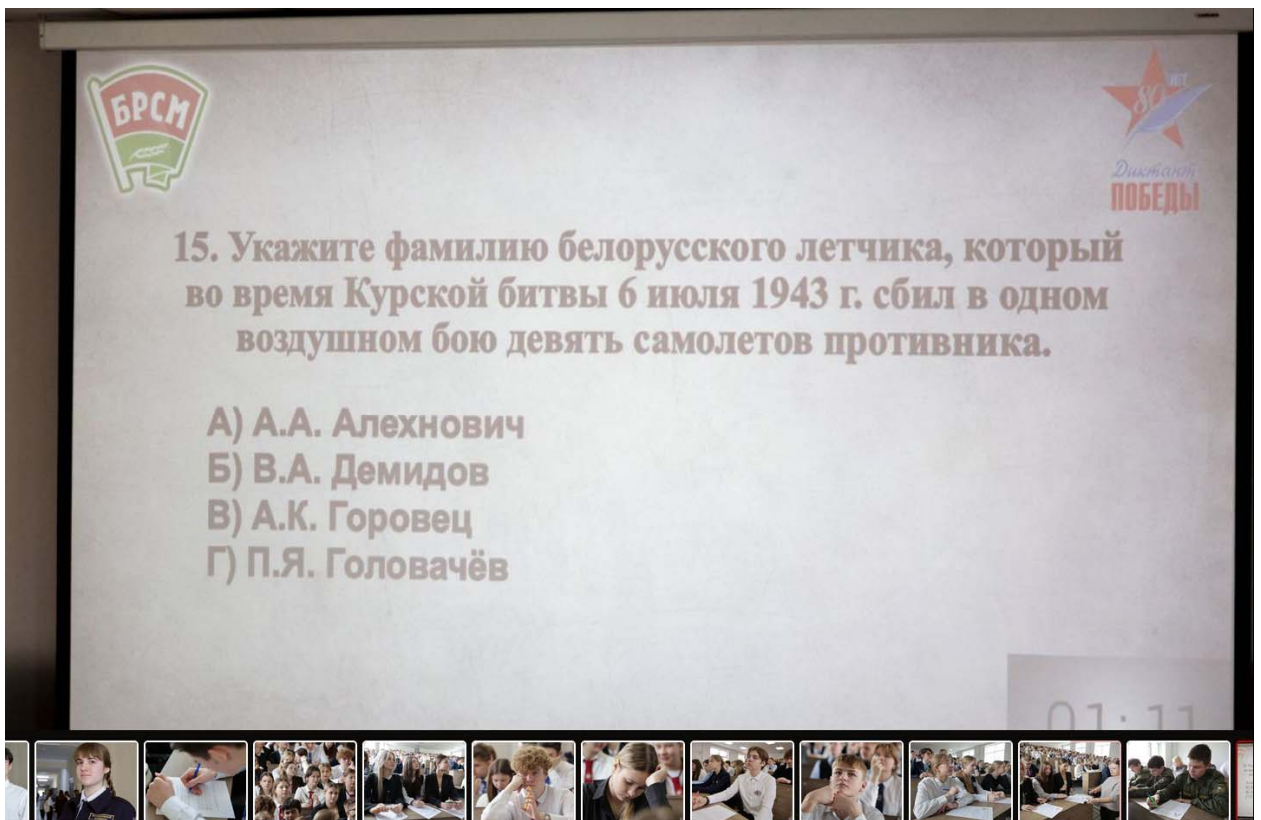 БРСМ
80 ЛЕТ
Диктант
ПОБЕДЫ
15. Укажите фамилию белорусского летчика, который
во время Курской битвы 6 июля 1943 г. сбил в одном
воздушном бою девять самолетов противника.
А) А.А. Алехнович
Б) В.А. Демидов
В) А.К. Горовец
Г) П.Я. Головачёв
01:11